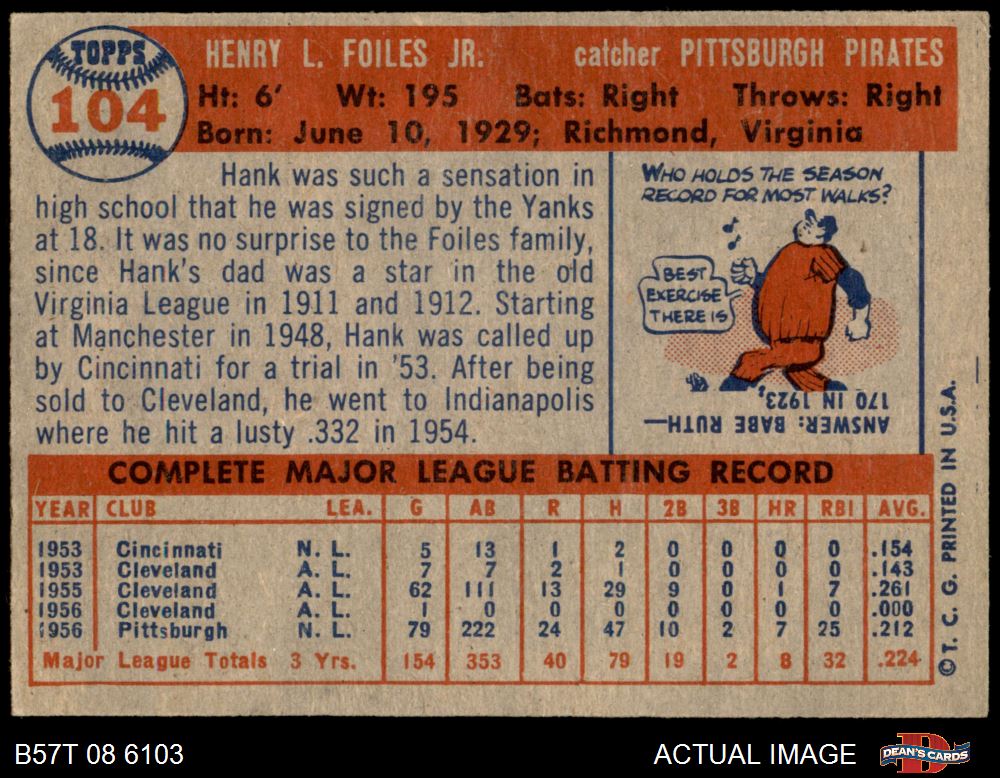 TOPPS
104
HENRY L. FOILES JR. catcher PITTSBURGH PIRATES
Ht: 6' Wt: 195 Bats: Right Throws: Right
Born: June 10, 1929; Richmond, Virginia
Hank was such a sensation in
high school that he was signed by the Yanks
at 18. It was no surprise to the Foiles family,
since Hank's dad was a star in the old
Virginia League in 1911 and 1912. Starting
at Manchester in 1948, Hank was called up
by Cincinnati for a trial in '53. After being
sold to Cleveland, he went to Indianapolis
where he hit a lusty .332 in 1954.
WHO HOLDS THE SEASON
RECORD FOR MOST WALKS?
BEST
EXERCISE
THERE IS
ANSWER: BABE RUTH—
170 IN 1923,
COMPLETE MAJOR LEAGUE BATTING RECORD
YEAR CLUB LEA. G AB R H 2B 3B HR RBI AVG.
1953 Cincinnati N. L. 5 13 1 2 0 0 0 0 .154
1953 Cleveland A. L. 7 7 2 1 0 0 0 0 .143
1955 Cleveland A. L. 62 111 13 29 9 0 1 7 .261
1956 Cleveland A. L. 1 0 0 0 0 0 0 0 .000
1956 Pittsburgh N. L. 79 222 24 47 10 2 7 25 .212
Major League Totals 3 Yrs. 154 353 40 79 19 2 8 32 .224
©T. C. G. PRINTED IN U.S.A.
B57T 08 6103
ACTUAL IMAGE
DEAN'S CARDS